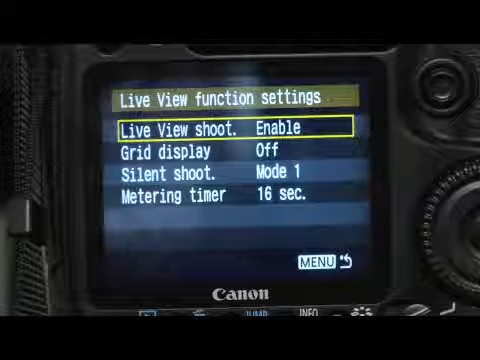 Live View function settings
Live View shoot. Enable
Grid display Off
Silent shoot. Mode 1
Metering timer 16 sec.
MENU
Canon
JUMP INFO.